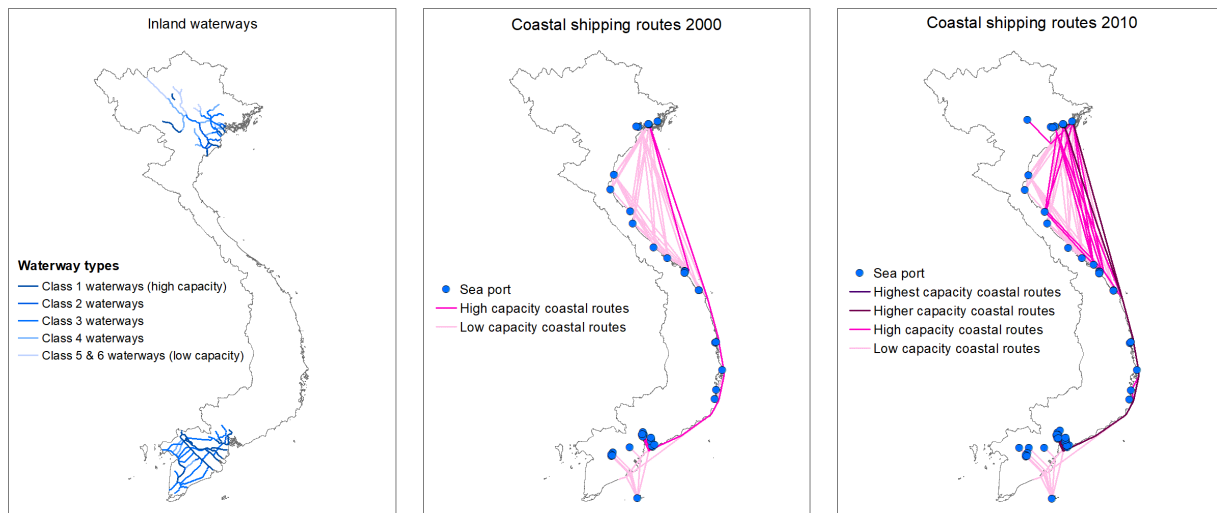 Inland waterways
Waterway types
Class 1 waterways (high capacity)
Class 2 waterways
Class 3 waterways
Class 4 waterways
Class 5 & 6 waterways (low capacity)
Coastal shipping routes 2000
Sea port
High capacity coastal routes
Low capacity coastal routes
Coastal shipping routes 2010
Sea port
Highest capacity coastal routes
Higher capacity coastal routes
High capacity coastal routes
Low capacity coastal routes